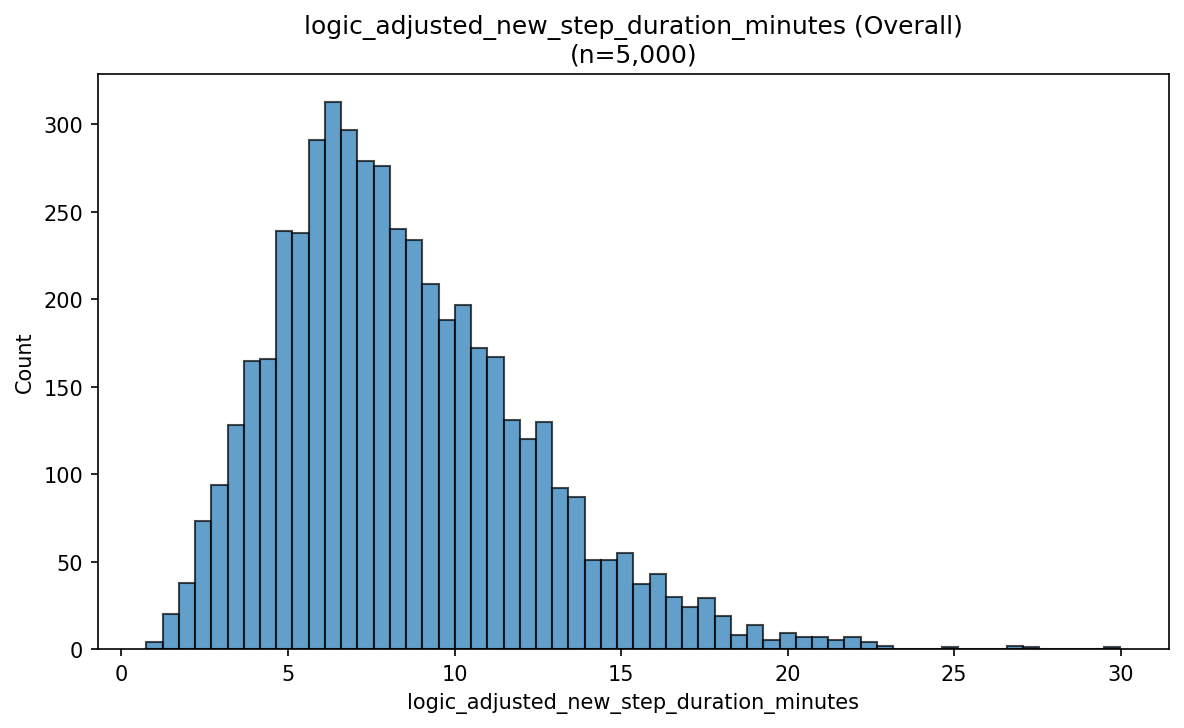 logic_adjusted_new_step_duration_minutes (Overall)
(n=5,000)
300
250
200
150
100
50
0
Count
0 5 10 15 20 25 30
logic_adjusted_new_step_duration_minutes